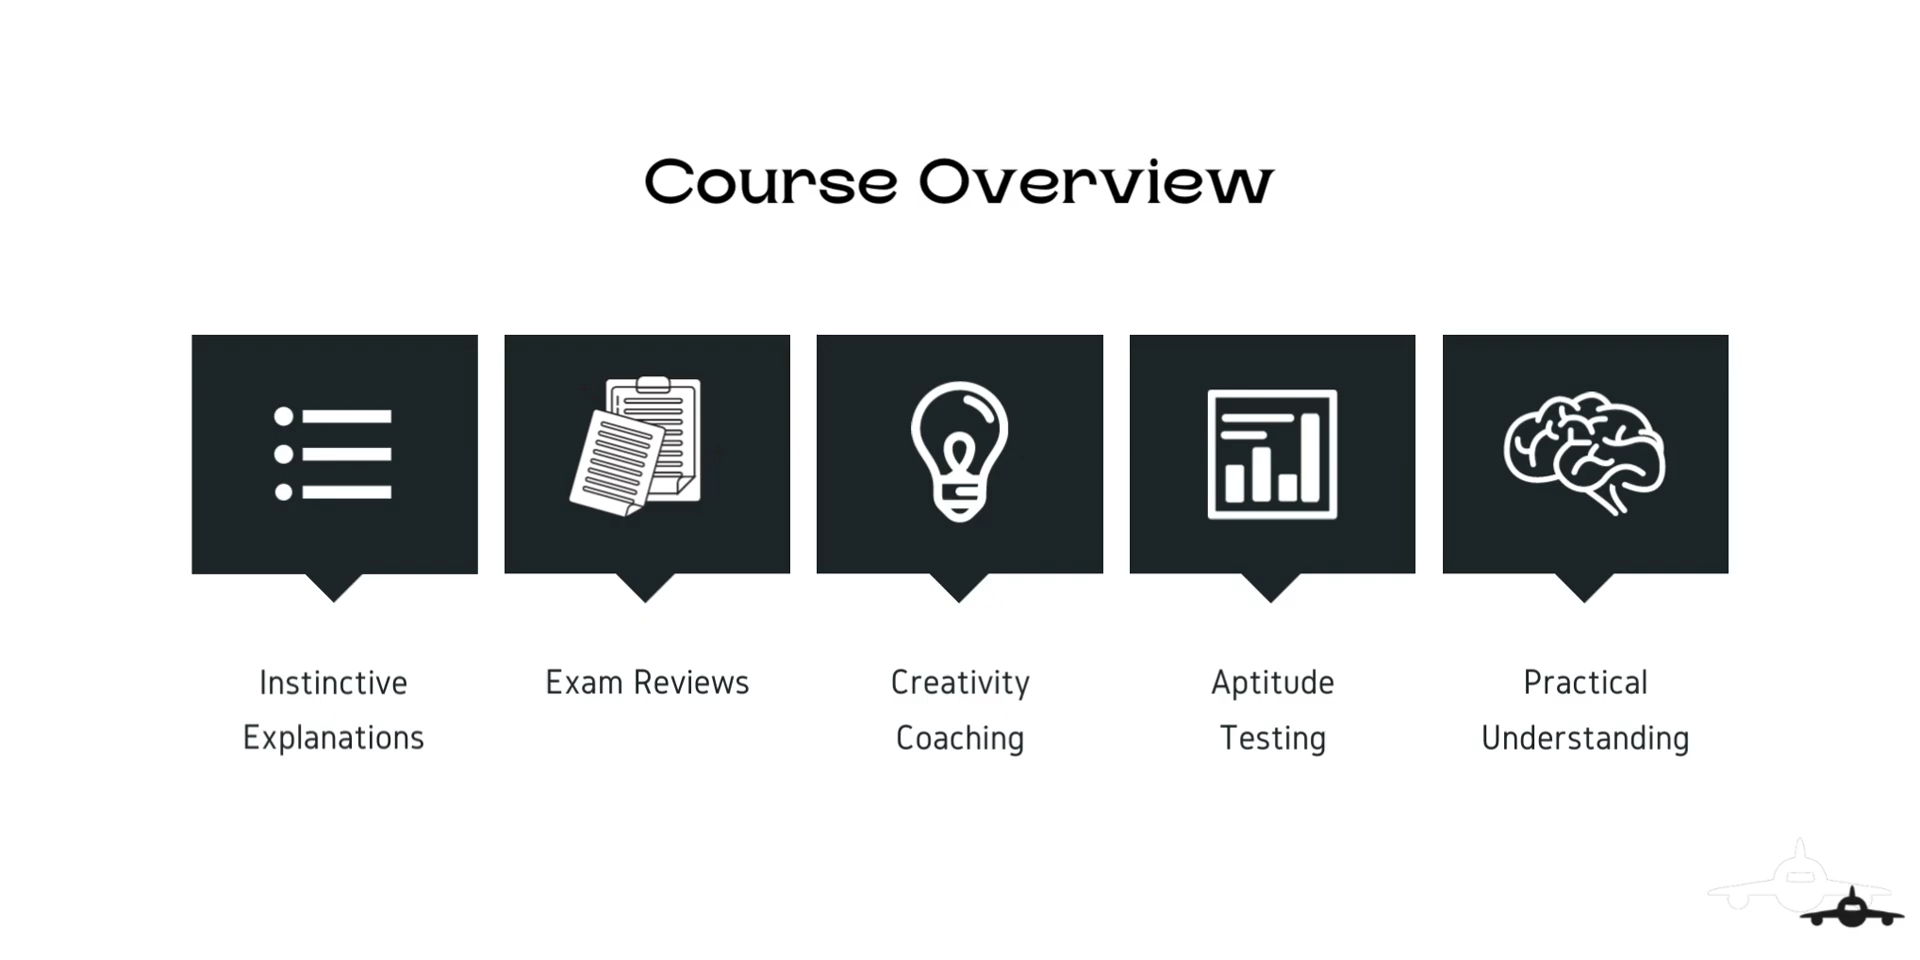 Course Overview
Instinctive
Explanations
Exam Reviews
Creativity
Coaching
Aptitude
Testing
Practical
Understanding